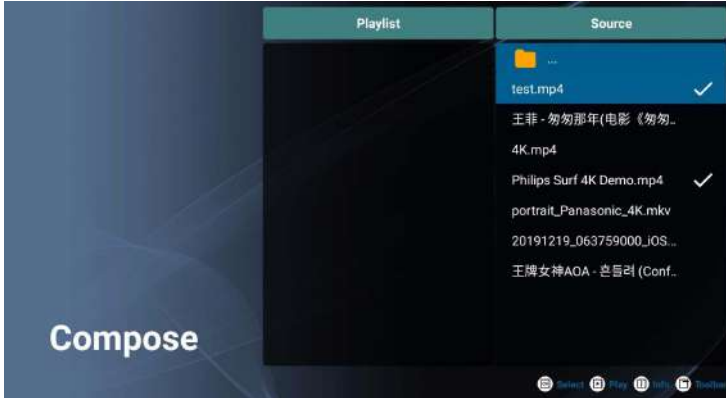 Playlist
Source
...
test.mp4
王菲 - 匆匆那年(电影《匆匆..
4K.mp4
Philips Surf 4K Demo.mp4
portrait_Panasonic_4K.mkv
20191219_063759000_iOS...
王牌女神AOA - 흔들려 (Conf..
Compose
Select Play Info Toolbar